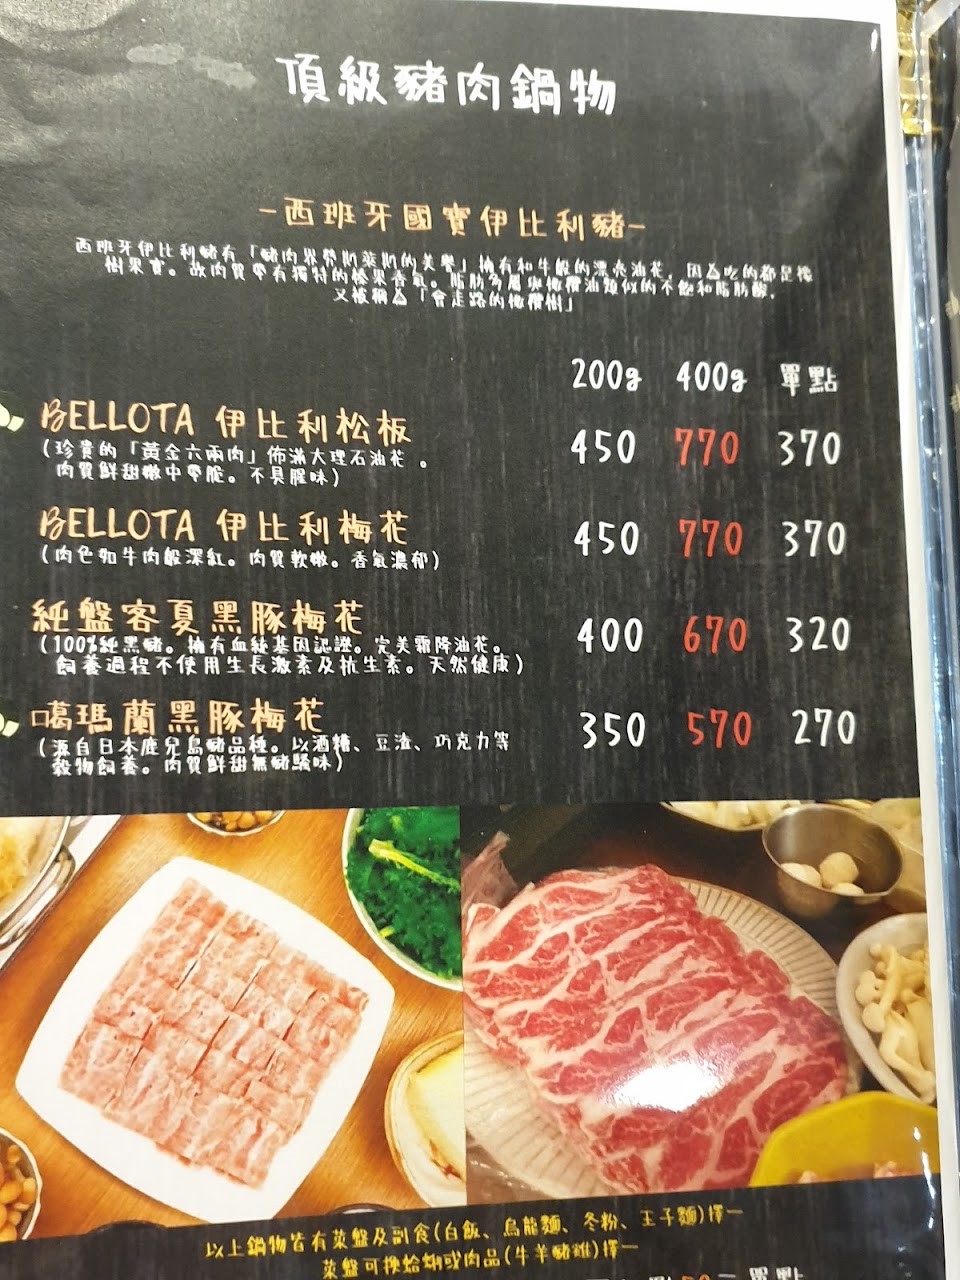 頂級豬肉鍋物
-西班牙國寶伊比利豬-
西班牙伊比利豬有「豬肉界勞斯萊斯的美譽」擁有和牛般的漂亮油花，因為吃的都是橡
樹果實。故肉質帶有獨特的榛果香氣。脂肪多屬與橄欖油類似的不飽和脂肪酸，
又被稱為「會走路的橄欖樹」
200g 400g 單點
BELLOTA 伊比利松板 450 770 370
(珍貴的「黃金六兩肉」佈滿大理石油花。
肉質鮮甜嫩中帶脆。不具腥味)
BELLOTA 伊比利梅花 450 770 370
(肉色如牛肉般深紅。肉質軟嫩。香氣濃郁)
純盤客夏黑豚梅花 400 670 320
(100%純黑豬。擁有血統基因認證。完美霜降油花。
飼養過程不使用生長激素及抗生素。天然健康)
噶瑪蘭黑豚梅花 350 570 270
(源自日本鹿兒島豬品種。以酒糟、豆渣、巧克力等
穀物飼養。肉質鮮甜無豬騷味)
以上鍋物皆有菜盤及副食(白飯、烏龍麵、冬粉、王子麵)擇一
菜盤可換蛤蜊或肉品(牛羊豬雞)擇一